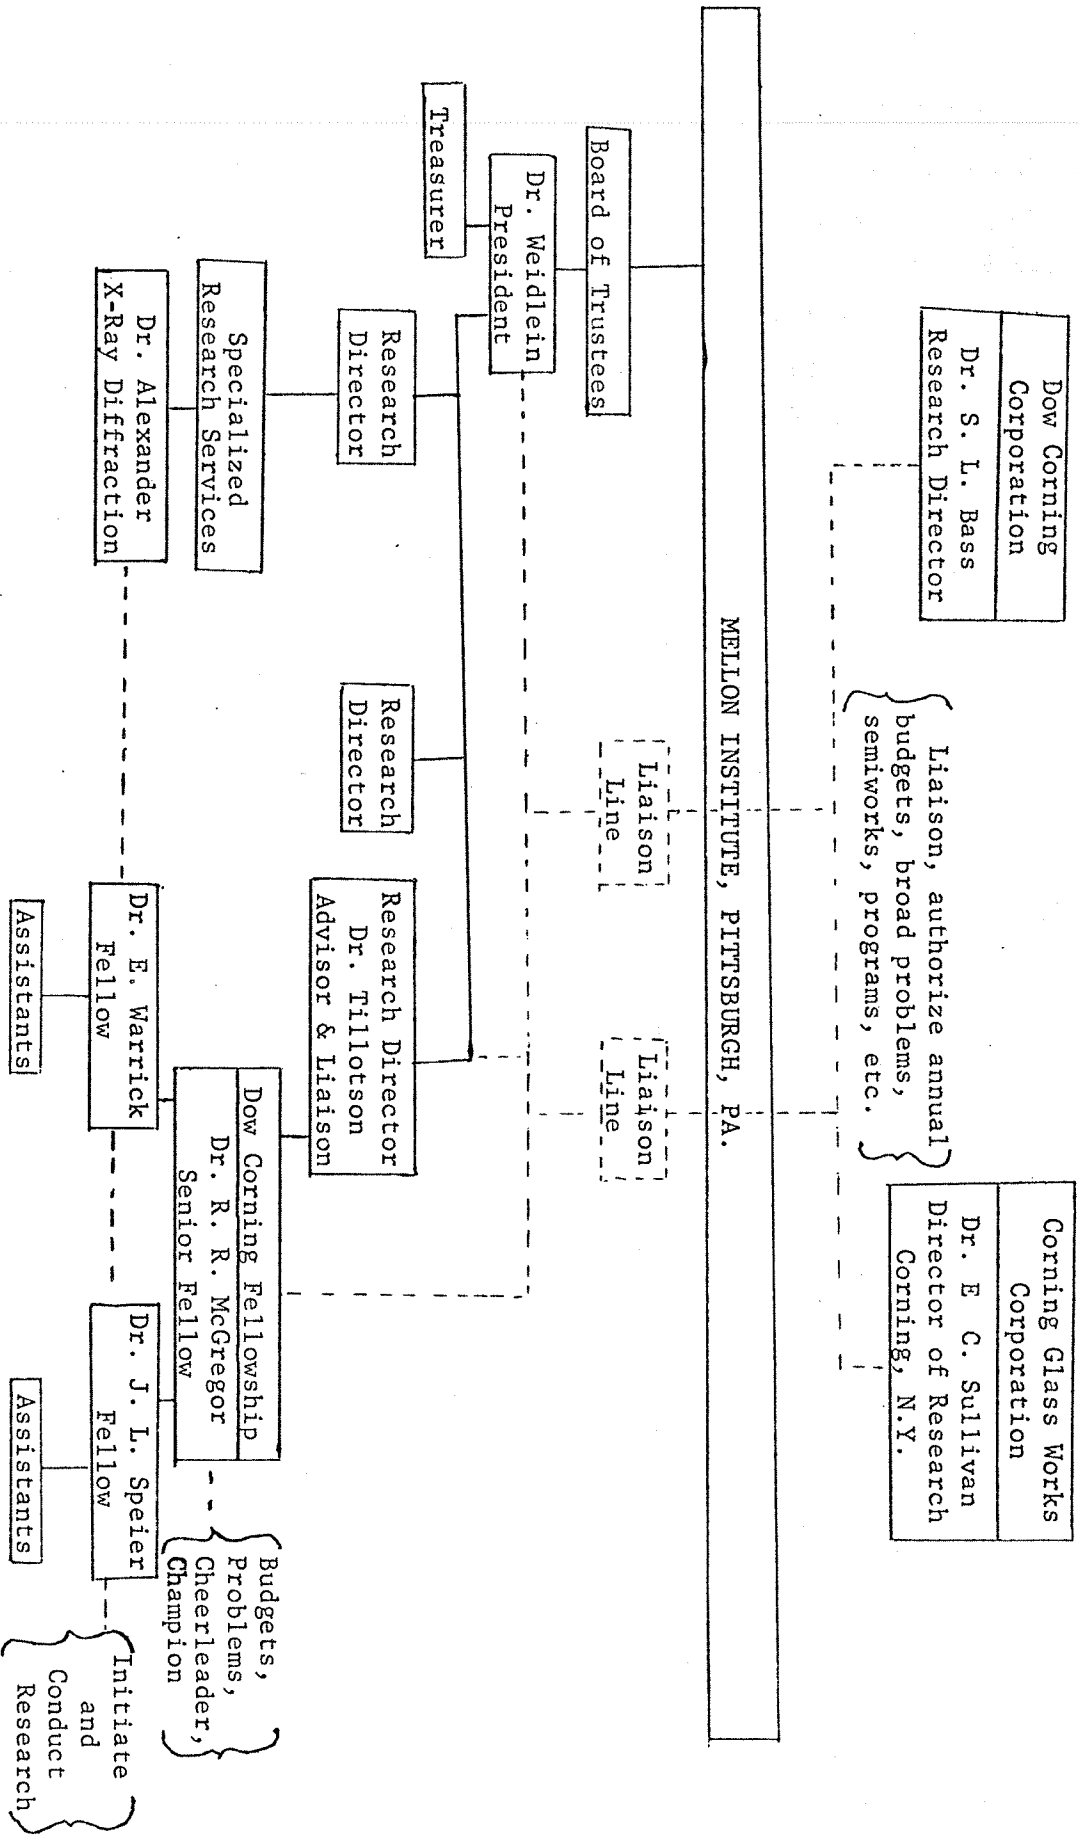 Dow Corning
Corporation
Dr. S. L. Bass
Research Director
Liaison, authorize annual
budgets, broad problems,
semiworks, programs, etc.
Corning Glass Works
Corporation
Dr. E C. Sullivan
Director of Research
Corning, N.Y.
MELLON INSTITUTE, PITTSBURGH, PA.
Board of Trustees
Liaison
Line
Liaison
Line
Dr. Weidlein
President
Treasurer
Research
Director
Research
Director
Research Director
Dr. Tillotson
Advisor & Liaison
Specialized
Research Services
Dow Corning Fellowship
Dr. R. R. McGregor
Senior Fellow
Budgets,
Problems,
Cheerleader,
Champion
Dr. Alexander
X-Ray Diffraction
Dr. E. Warrick
Fellow
Dr. J. L. Speier
Fellow
Initiate
and
Conduct
Research
Assistants
Assistants